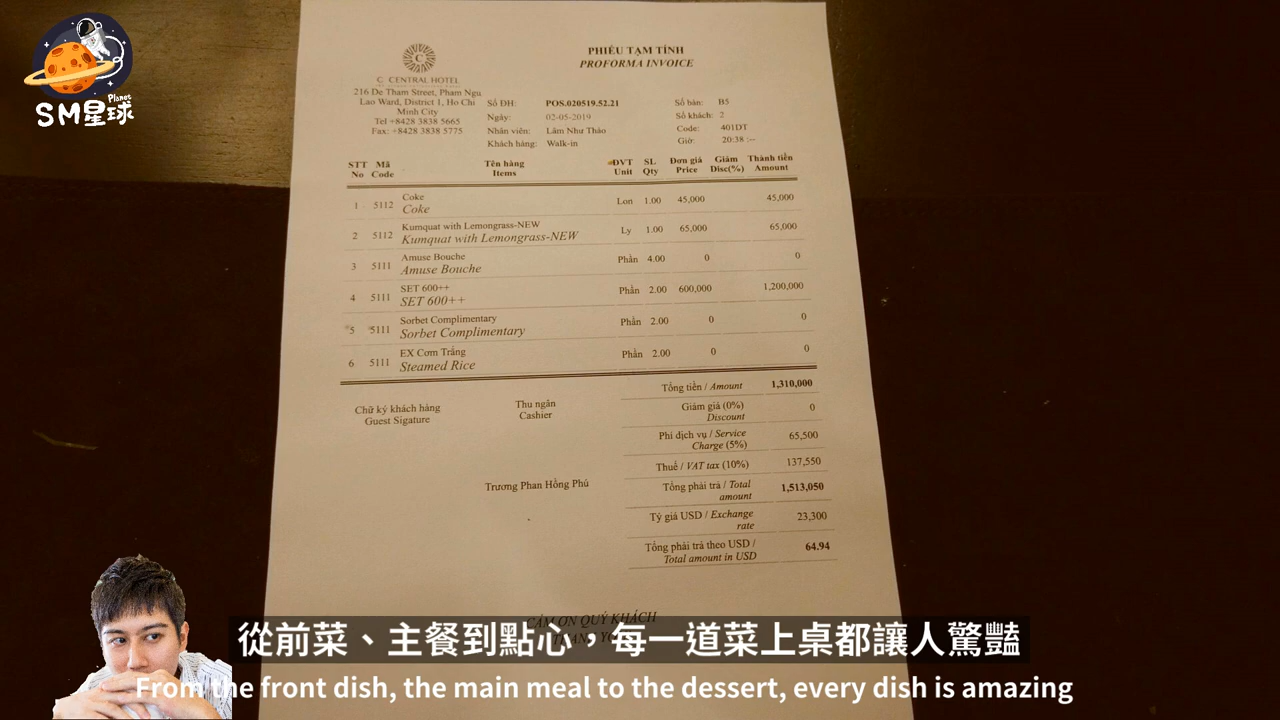 SM星球
Planet
C
C CENTRAL HOTEL
216 De Tham Street, Pham Ngu
Lao Ward, District 1, Ho Chi
Minh City
Tel +8428 3838 5665
Fax: +8428 3838 5775
PHIẾU TẠM TÍNH
PROFORMA INVOICE
Số ĐH: POS.020519.52.21 Số bàn: B5
Ngày: 02-05-2019 Số khách: 2
Nhân viên: Lâm Như Thảo Code: 401DT
Khách hàng: Walk-in Giờ: 20:38 :--
STT Mã Tên hàng ĐVT SL Đơn giá Giảm Thành tiền
No Code Items Unit Qty Price Disc(%) Amount
1 5112 Coke Lon 1.00 45,000 45,000
Coke
2 5112 Kumquat with Lemongrass-NEW Ly 1.00 65,000 65,000
Kumquat with Lemongrass-NEW
3 5111 Amuse Bouche Phần 4.00 0 0
Amuse Bouche
4 5111 SET 600++ Phần 2.00 600,000 1,200,000
SET 600++
5 5111 Sorbet Complimentary Phần 2.00 0 0
Sorbet Complimentary
6 5111 EX Cơm Trắng Phần 2.00 0 0
Steamed Rice
Tổng tiền / Amount 1,310,000
Chữ ký khách hàng Thu ngân
Guest Sigature Cashier
Giảm giá (0%) 0
Discount
Phí dịch vụ / Service 65,500
Charge (5%)
Thuế / VAT tax (10%) 137,550
Trương Phan Hồng Phú
Tổng phải trả / Total 1,513,050
amount
Tỷ giá USD / Exchange 23,300
rate
Tổng phải trả theo USD / 64.94
Total amount in USD
CẢM ƠN QUÝ KHÁCH
從前菜、主餐到點心，每一道菜上桌都讓人驚豔
From the front dish, the main meal to the dessert, every dish is amazing